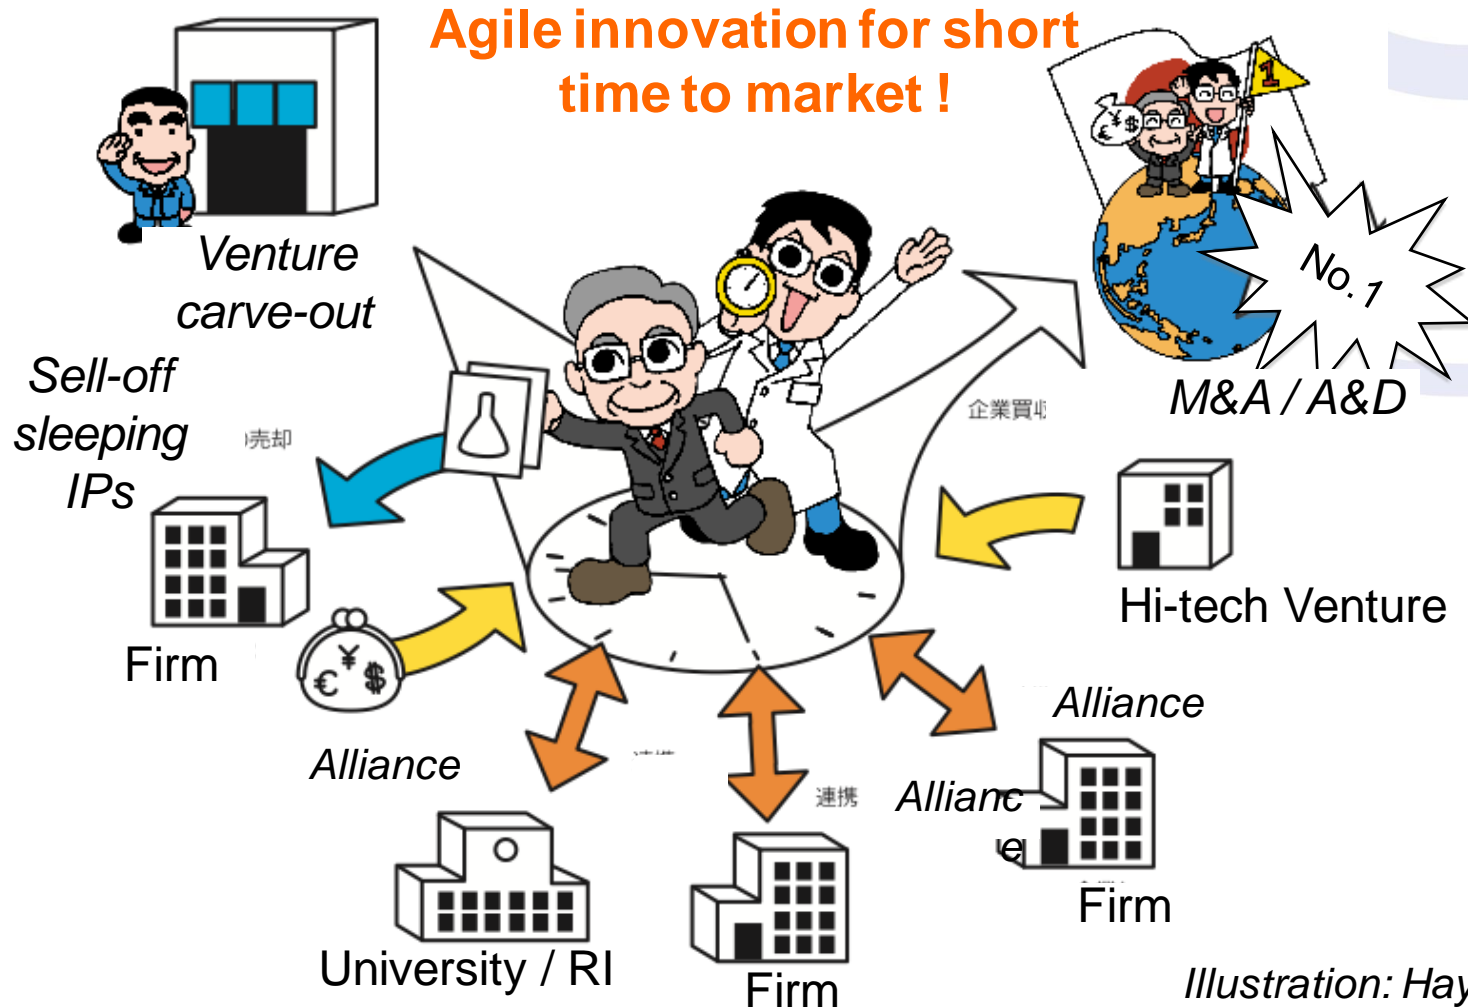 Agile innovation for short
time to market !
1
¥
€ $
No.1
Venture
carve-out
Sell-off
sleeping
IPs
売却
企業買収
M&A / A&D
Firm
¥
€ $
Hi-tech Venture
Alliance
Alliance
連携
Allianc
e
University / RI
Firm
Firm
Illustration: Hay